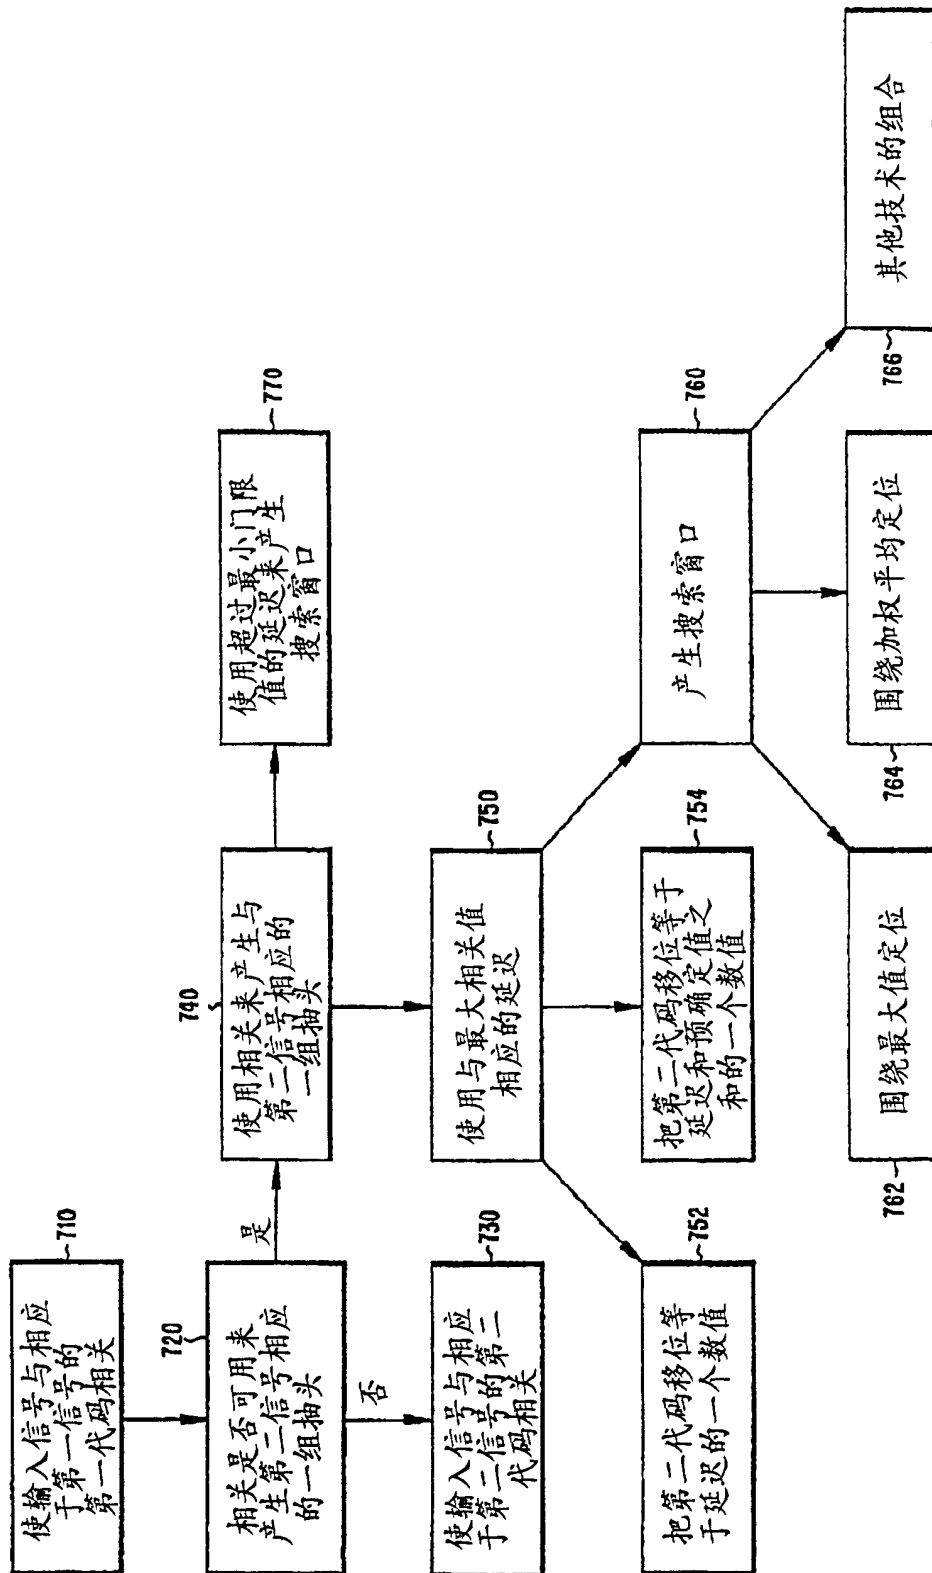 710
使输入信号与相应
于第一信号的
第一代码相关
720
相关是否可用来
产生第二信号相应
的一组抽头
是
否
730
使输入信号与相应
于第二信号的第二
代码相关
740
使用相关来产生与
第二信号相应的
一组抽头
770
使用超过最小门限
值的延迟来产生
搜索窗口
750
使用与最大相关值
相应的延迟
752
把第二代码移位等
于延迟的一个数值
754
把第二代码移位等于
延迟和预确定值之
和的一个数值
760
产生搜索窗口
762
围绕最大值定位
764
围绕加权平均定位
766
其他技术的组合